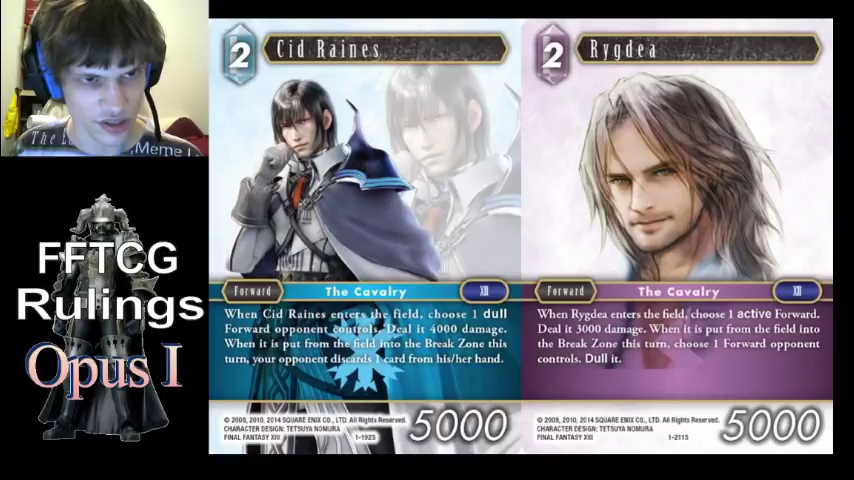 The L
,Meme L
FFTCG
Rulings
Opus I
2
Cid Raines
Forward
The Cavalry
XIII
When Cid Raines enters the field, choose 1 dull
Forward opponent controls. Deal it 4000 damage.
When it is put from the field into the Break Zone this
turn, your opponent discards 1 card from his/her hand.
© 2009, 2010, 2014 SQUARE ENIX CO., LTD. All Rights Reserved.
CHARACTER DESIGN: TETSUYA NOMURA
FINAL FANTASY XIII
1-192S
5000
2
Rygdea
Forward
The Cavalry
XIII
When Rygdea enters the field, choose 1 active Forward.
Deal it 3000 damage. When it is put from the field into
the Break Zone this turn, choose 1 Forward opponent
controls. Dull it.
© 2009, 2010, 2014 SQUARE ENIX CO., LTD. All Rights Reserved.
CHARACTER DESIGN: TETSUYA NOMURA
FINAL FANTASY XIII
1-211S
5000